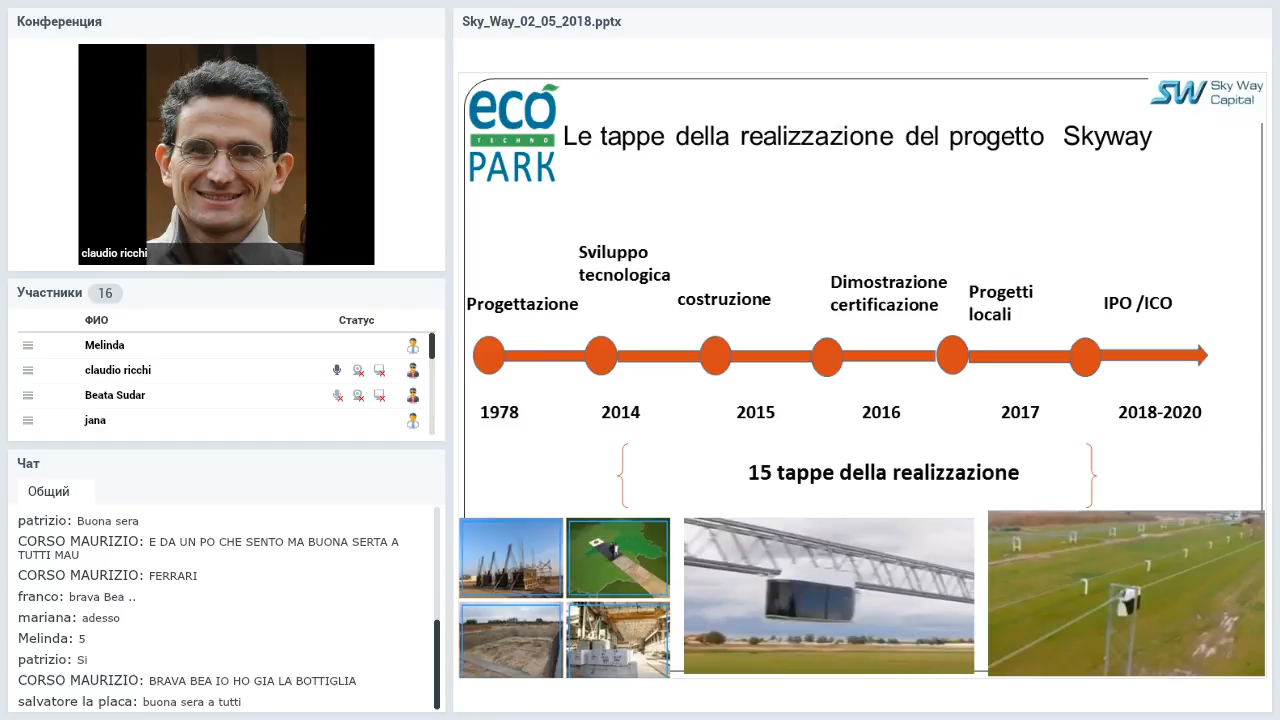 Конференция
claudio ricchi
Участники 16
ФИО Статус
Melinda
claudio ricchi
Beata Sudar
jana
Чат
Общий
patrizio: Buona sera
CORSO MAURIZIO: E DA UN PO CHE SENTO MA BUONA SERTA A
TUTTI MAU
CORSO MAURIZIO: FERRARI
franco: brava Bea ..
mariana: adesso
Melinda: 5
patrizio: Si
CORSO MAURIZIO: BRAVA BEA IO HO GIA LA BOTTIGLIA
salvatore la placa: buona sera a tutti
Sky_Way_02_05_2018.pptx
eco
TECHNO
PARK
SW Sky Way
Capital
Le tappe della realizzazione del progetto Skyway
Progettazione
Sviluppo
tecnologica
costruzione
Dimostrazione
certificazione
Progetti
locali
IPO /ICO
1978 2014 2015 2016 2017 2018-2020
15 tappe della realizzazione